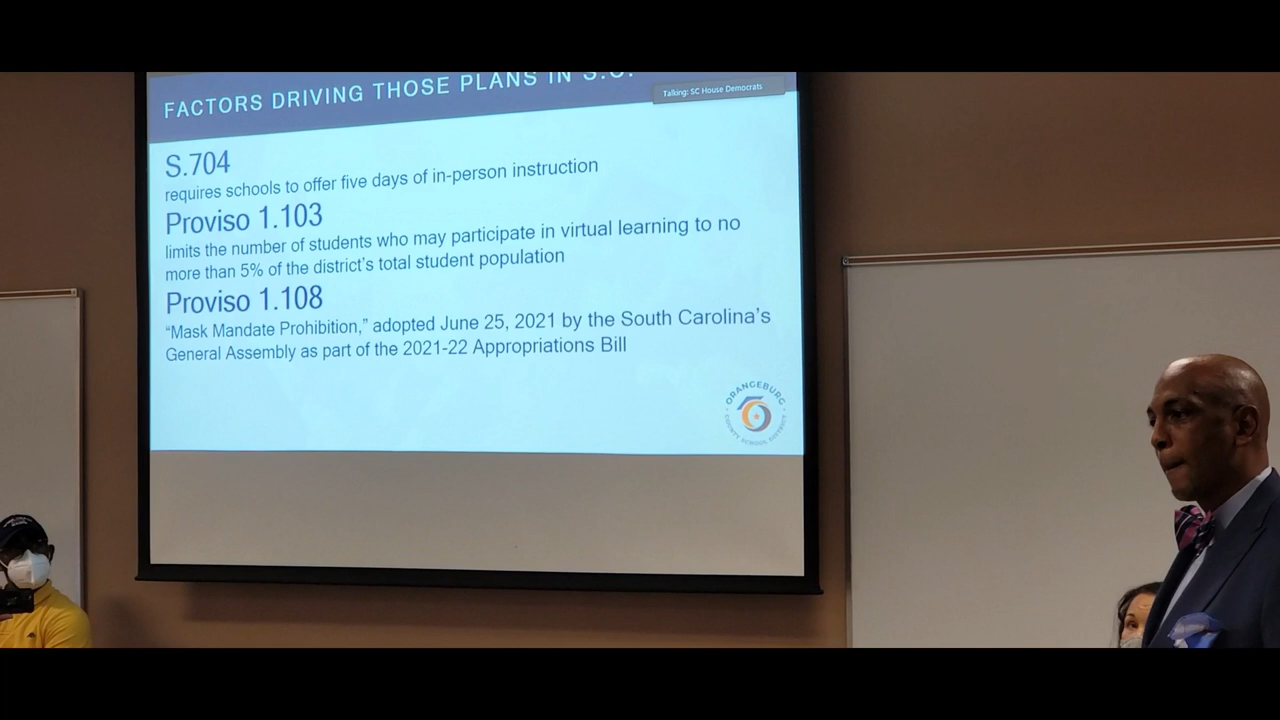 FACTORS DRIVING THOSE PLANS IN S.C.
Talking: SC House Democrats
S.704
requires schools to offer five days of in-person instruction
Proviso 1.103
limits the number of students who may participate in virtual learning to no
more than 5% of the district's total student population
Proviso 1.108
“Mask Mandate Prohibition,” adopted June 25, 2021 by the South Carolina's
General Assembly as part of the 2021-22 Appropriations Bill
ORANGEBURG
COUNTY SCHOOL DISTRICT